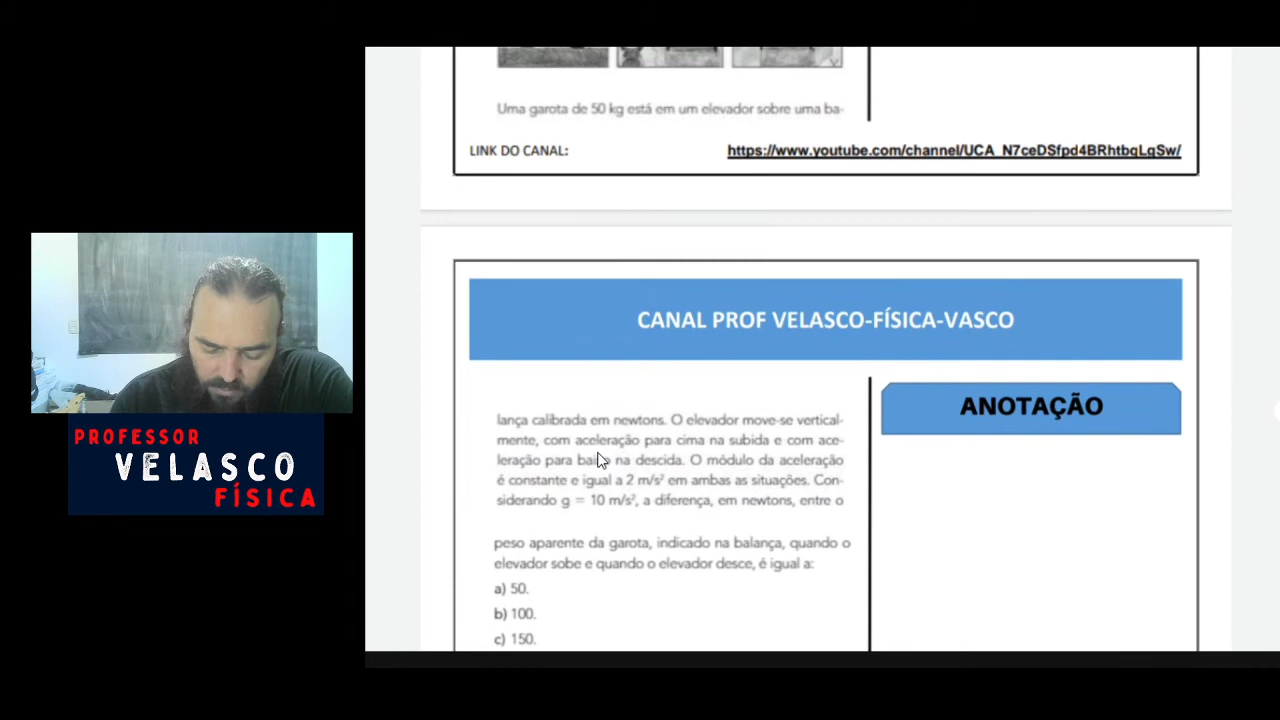 Uma garota de 50 kg está em um elevador sobre uma ba-
LINK DO CANAL: https://www.youtube.com/channel/UCA_N7ceDSfpd4BRhtbqLgSw/
CANAL PROF VELASCO-FÍSICA-VASCO
ANOTAÇÃO
lança calibrada em newtons. O elevador move-se vertical-
mente, com aceleração para cima na subida e com ace-
leração para baixo na descida. O módulo da aceleração
é constante e igual a 2 m/s² em ambas as situações. Con-
siderando g = 10 m/s², a diferença, em newtons, entre o
peso aparente da garota, indicado na balança, quando o
elevador sobe e quando o elevador desce, é igual a:
a) 50.
b) 100.
c) 150.
PROFESSOR
VELASCO
FÍSICA